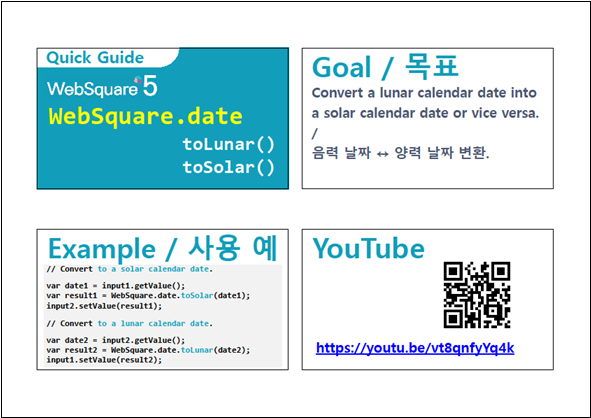 Quick Guide
WebSquare 5
WebSquare.date
toLunar()
toSolar()
Goal / 목표
Convert a lunar calendar date into
a solar calendar date or vice versa.
/
음력 날짜 ↔ 양력 날짜 변환.
Example / 사용 예
// Convert to a solar calendar date.
var date1 = input1.getValue();
var result1 = WebSquare.date.toSolar(date1);
input2.setValue(result1);
// Convert to a lunar calendar date.
var date2 = input2.getValue();
var result2 = WebSquare.date.toLunar(date2);
input1.setValue(result2);
YouTube
https://youtu.be/vt8qnfyYq4k